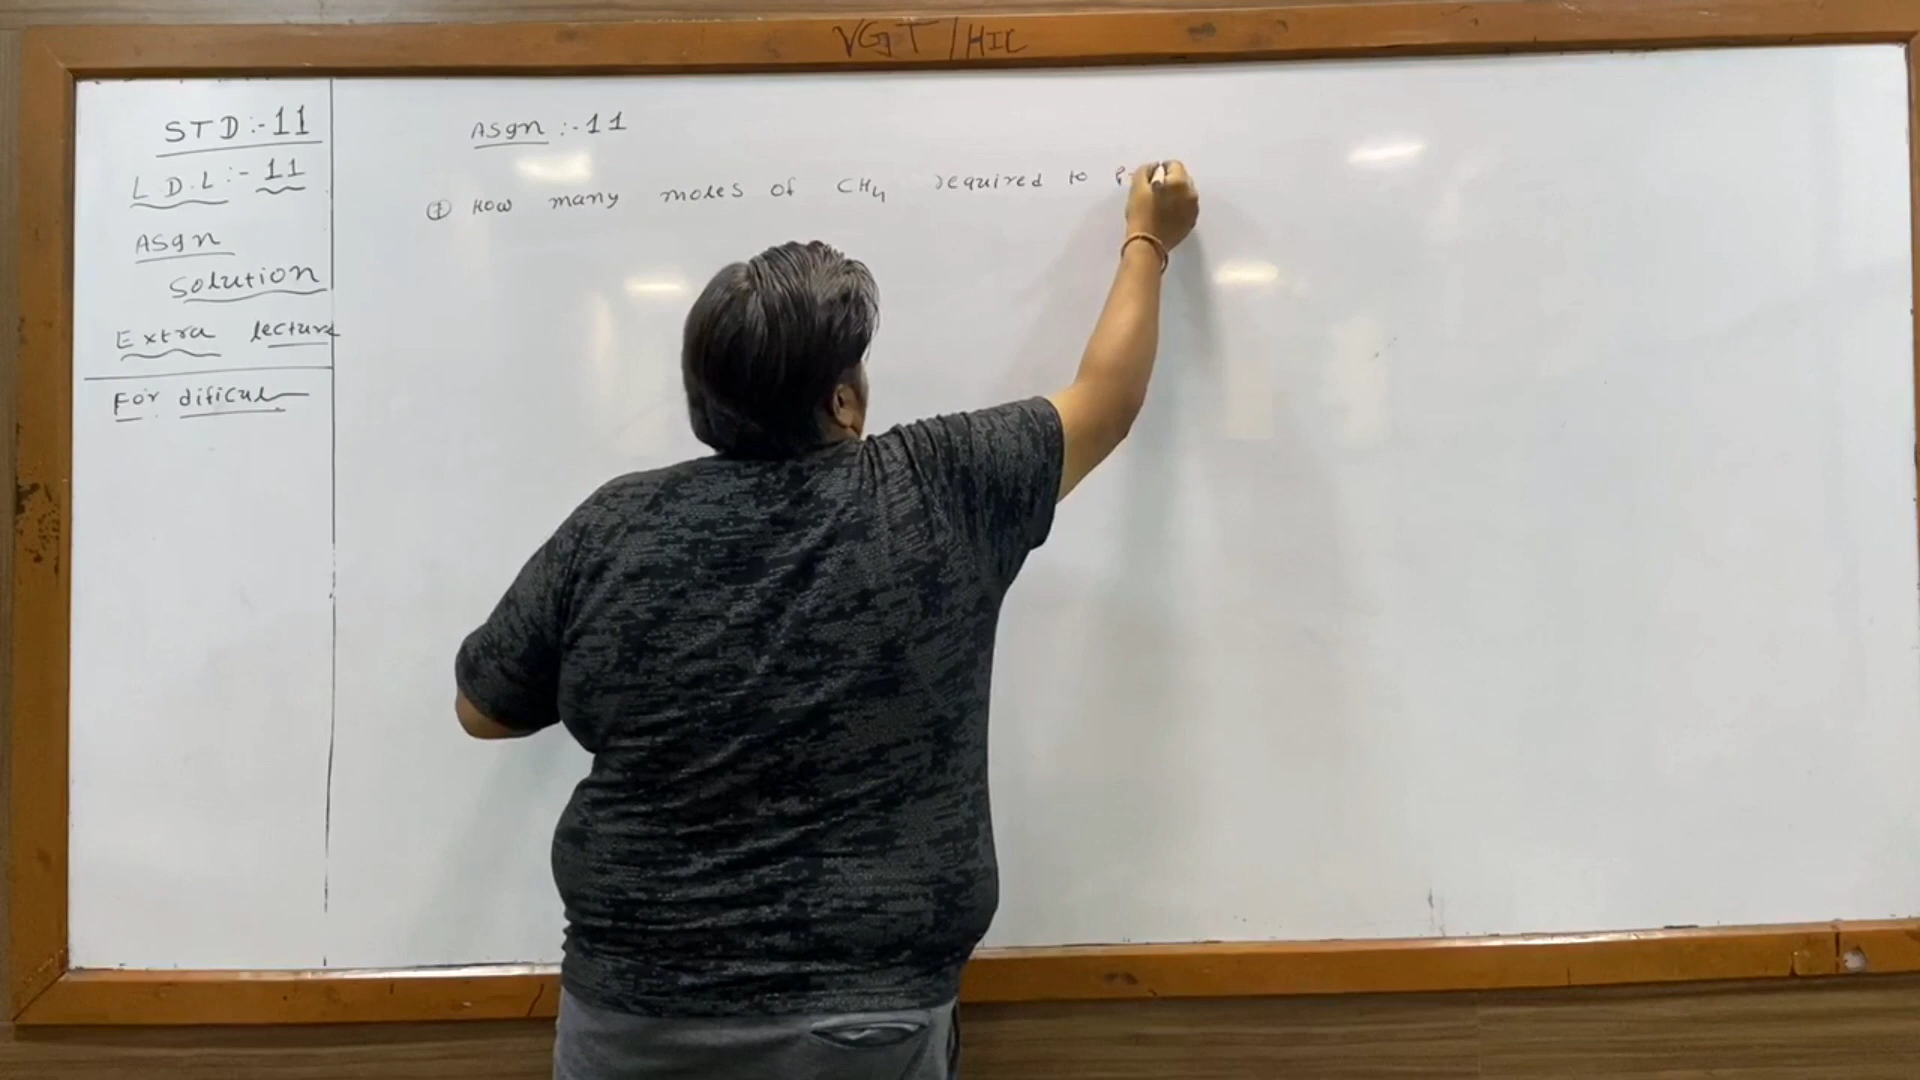 VGT/HIL
STD:-11
L.D.L:- 11
Asgn
Solution
Extra lecture
For dificul
Asgn :-11
① How many moles of CH4 required to